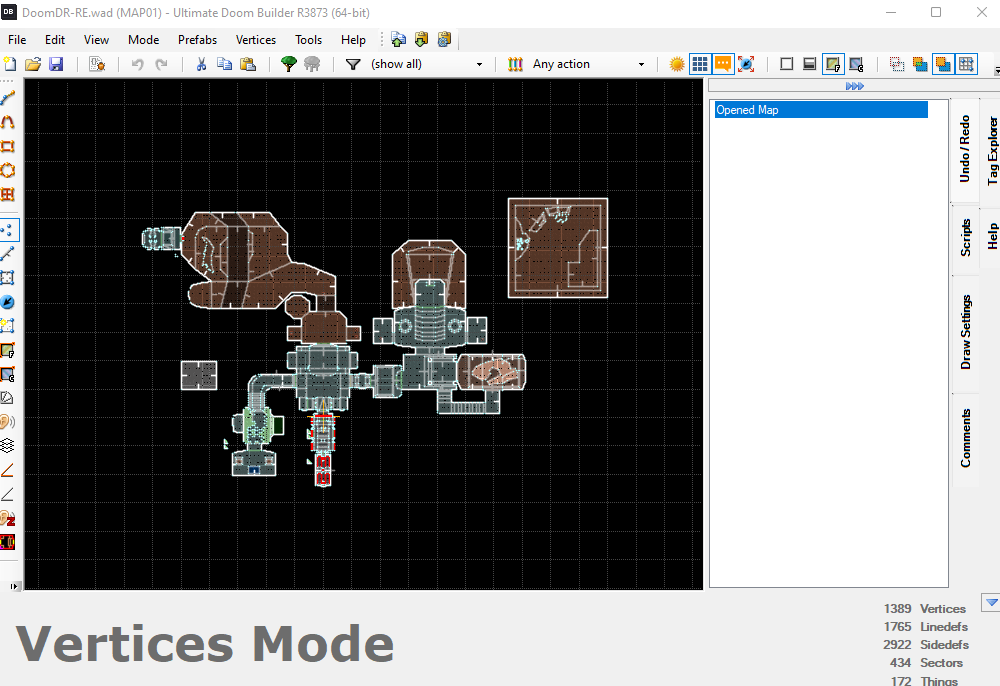 DB DoomDR-RE.wad (MAP01) - Ultimate Doom Builder R3873 (64-bit)
File Edit View Mode Prefabs Vertices Tools Help
(show all) Any action
Opened Map
Undo / Redo
Tag Explorer
Scripts
Help
Draw Settings
Comments
Vertices Mode
1389 Vertices
1765 Linedefs
2922 Sidedefs
434 Sectors
172 Things